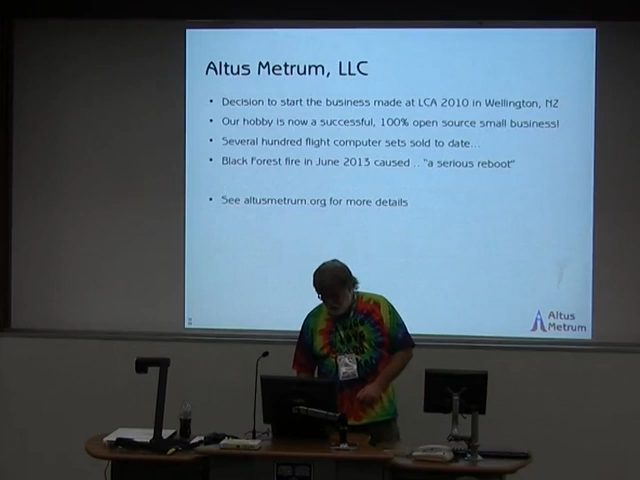 Altus Metrum, LLC
• Decision to start the business made at LCA 2010 in Wellington, NZ
• Our hobby is now a successful, 100% open source small business!
• Several hundred flight computer sets sold to date...
• Black Forest fire in June 2013 caused .. "a serious reboot"
• See altusmetrum.org for more details
Altus
Metrum